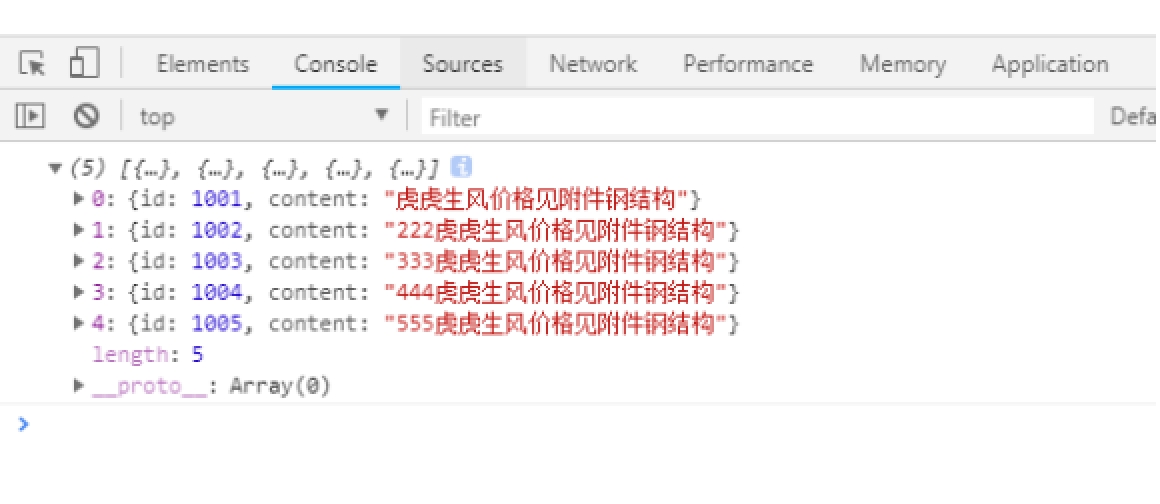 Elements Console Sources Network Performance Memory Application
top ▼ Filter Defa
▼(5) [{…}, {…}, {…}, {…}, {…}] i
▶0: {id: 1001, content: "虎虎生风价格见附件钢结构"}
▶1: {id: 1002, content: "222虎虎生风价格见附件钢结构"}
▶2: {id: 1003, content: "333虎虎生风价格见附件钢结构"}
▶3: {id: 1004, content: "444虎虎生风价格见附件钢结构"}
▶4: {id: 1005, content: "555虎虎生风价格见附件钢结构"}
length: 5
▶__proto__: Array(0)